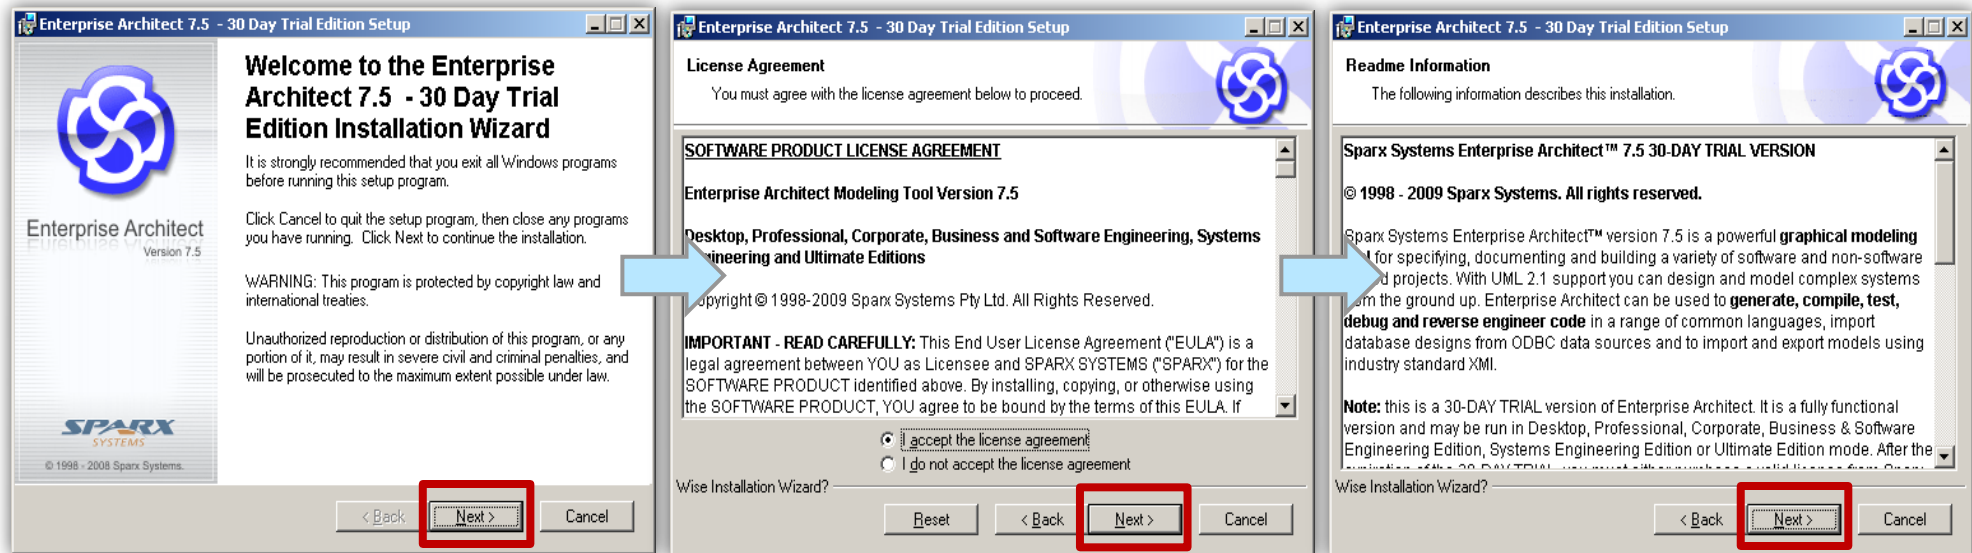 Enterprise Architect 7.5 - 30 Day Trial Edition Setup
Welcome to the Enterprise
Architect 7.5 - 30 Day Trial
Edition Installation Wizard
It is strongly recommended that you exit all Windows programs
before running this setup program.
Click Cancel to quit the setup program, then close any programs
you have running. Click Next to continue the installation.
WARNING: This program is protected by copyright law and
international treaties.
Unauthorized reproduction or distribution of this program, or any
portion of it, may result in severe civil and criminal penalties, and
will be prosecuted to the maximum extent possible under law.
Enterprise Architect
Version 7.5
SPARX
SYSTEMS
© 1998 - 2008 Sparx Systems.
< Back
Next >
Cancel
Enterprise Architect 7.5 - 30 Day Trial Edition Setup
License Agreement
You must agree with the license agreement below to proceed.
SOFTWARE PRODUCT LICENSE AGREEMENT
Enterprise Architect Modeling Tool Version 7.5
Desktop, Professional, Corporate, Business and Software Engineering, Systems
gineering and Ultimate Editions
opyright © 1998-2009 Sparx Systems Pty Ltd. All Rights Reserved.
IMPORTANT - READ CAREFULLY: This End User License Agreement ("EULA") is a
legal agreement between YOU as Licensee and SPARX SYSTEMS ("SPARX") for the
SOFTWARE PRODUCT identified above. By installing, copying, or otherwise using
the SOFTWARE PRODUCT, YOU agree to be bound by the terms of this EULA. If
I accept the license agreement
I do not accept the license agreement
Wise Installation Wizard?
Reset
< Back
Next >
Cancel
Enterprise Architect 7.5 - 30 Day Trial Edition Setup
Readme Information
The following information describes this installation.
Sparx Systems Enterprise Architect™ 7.5 30-DAY TRIAL VERSION
© 1998 - 2009 Sparx Systems. All rights reserved.
Sparx Systems Enterprise Architect™ version 7.5 is a powerful graphical modeling
for specifying, documenting and building a variety of software and non-software
projects. With UML 2.1 support you can design and model complex systems
the ground up. Enterprise Architect can be used to generate, compile, test,
debug and reverse engineer code in a range of common languages, import
database designs from ODBC data sources and to import and export models using
industry standard XMI.
Note: this is a 30-DAY TRIAL version of Enterprise Architect. It is a fully functional
version and may be run in Desktop, Professional, Corporate, Business & Software
Engineering Edition, Systems Engineering Edition or Ultimate Edition mode. After the
Wise Installation Wizard?
< Back
Next >
Cancel